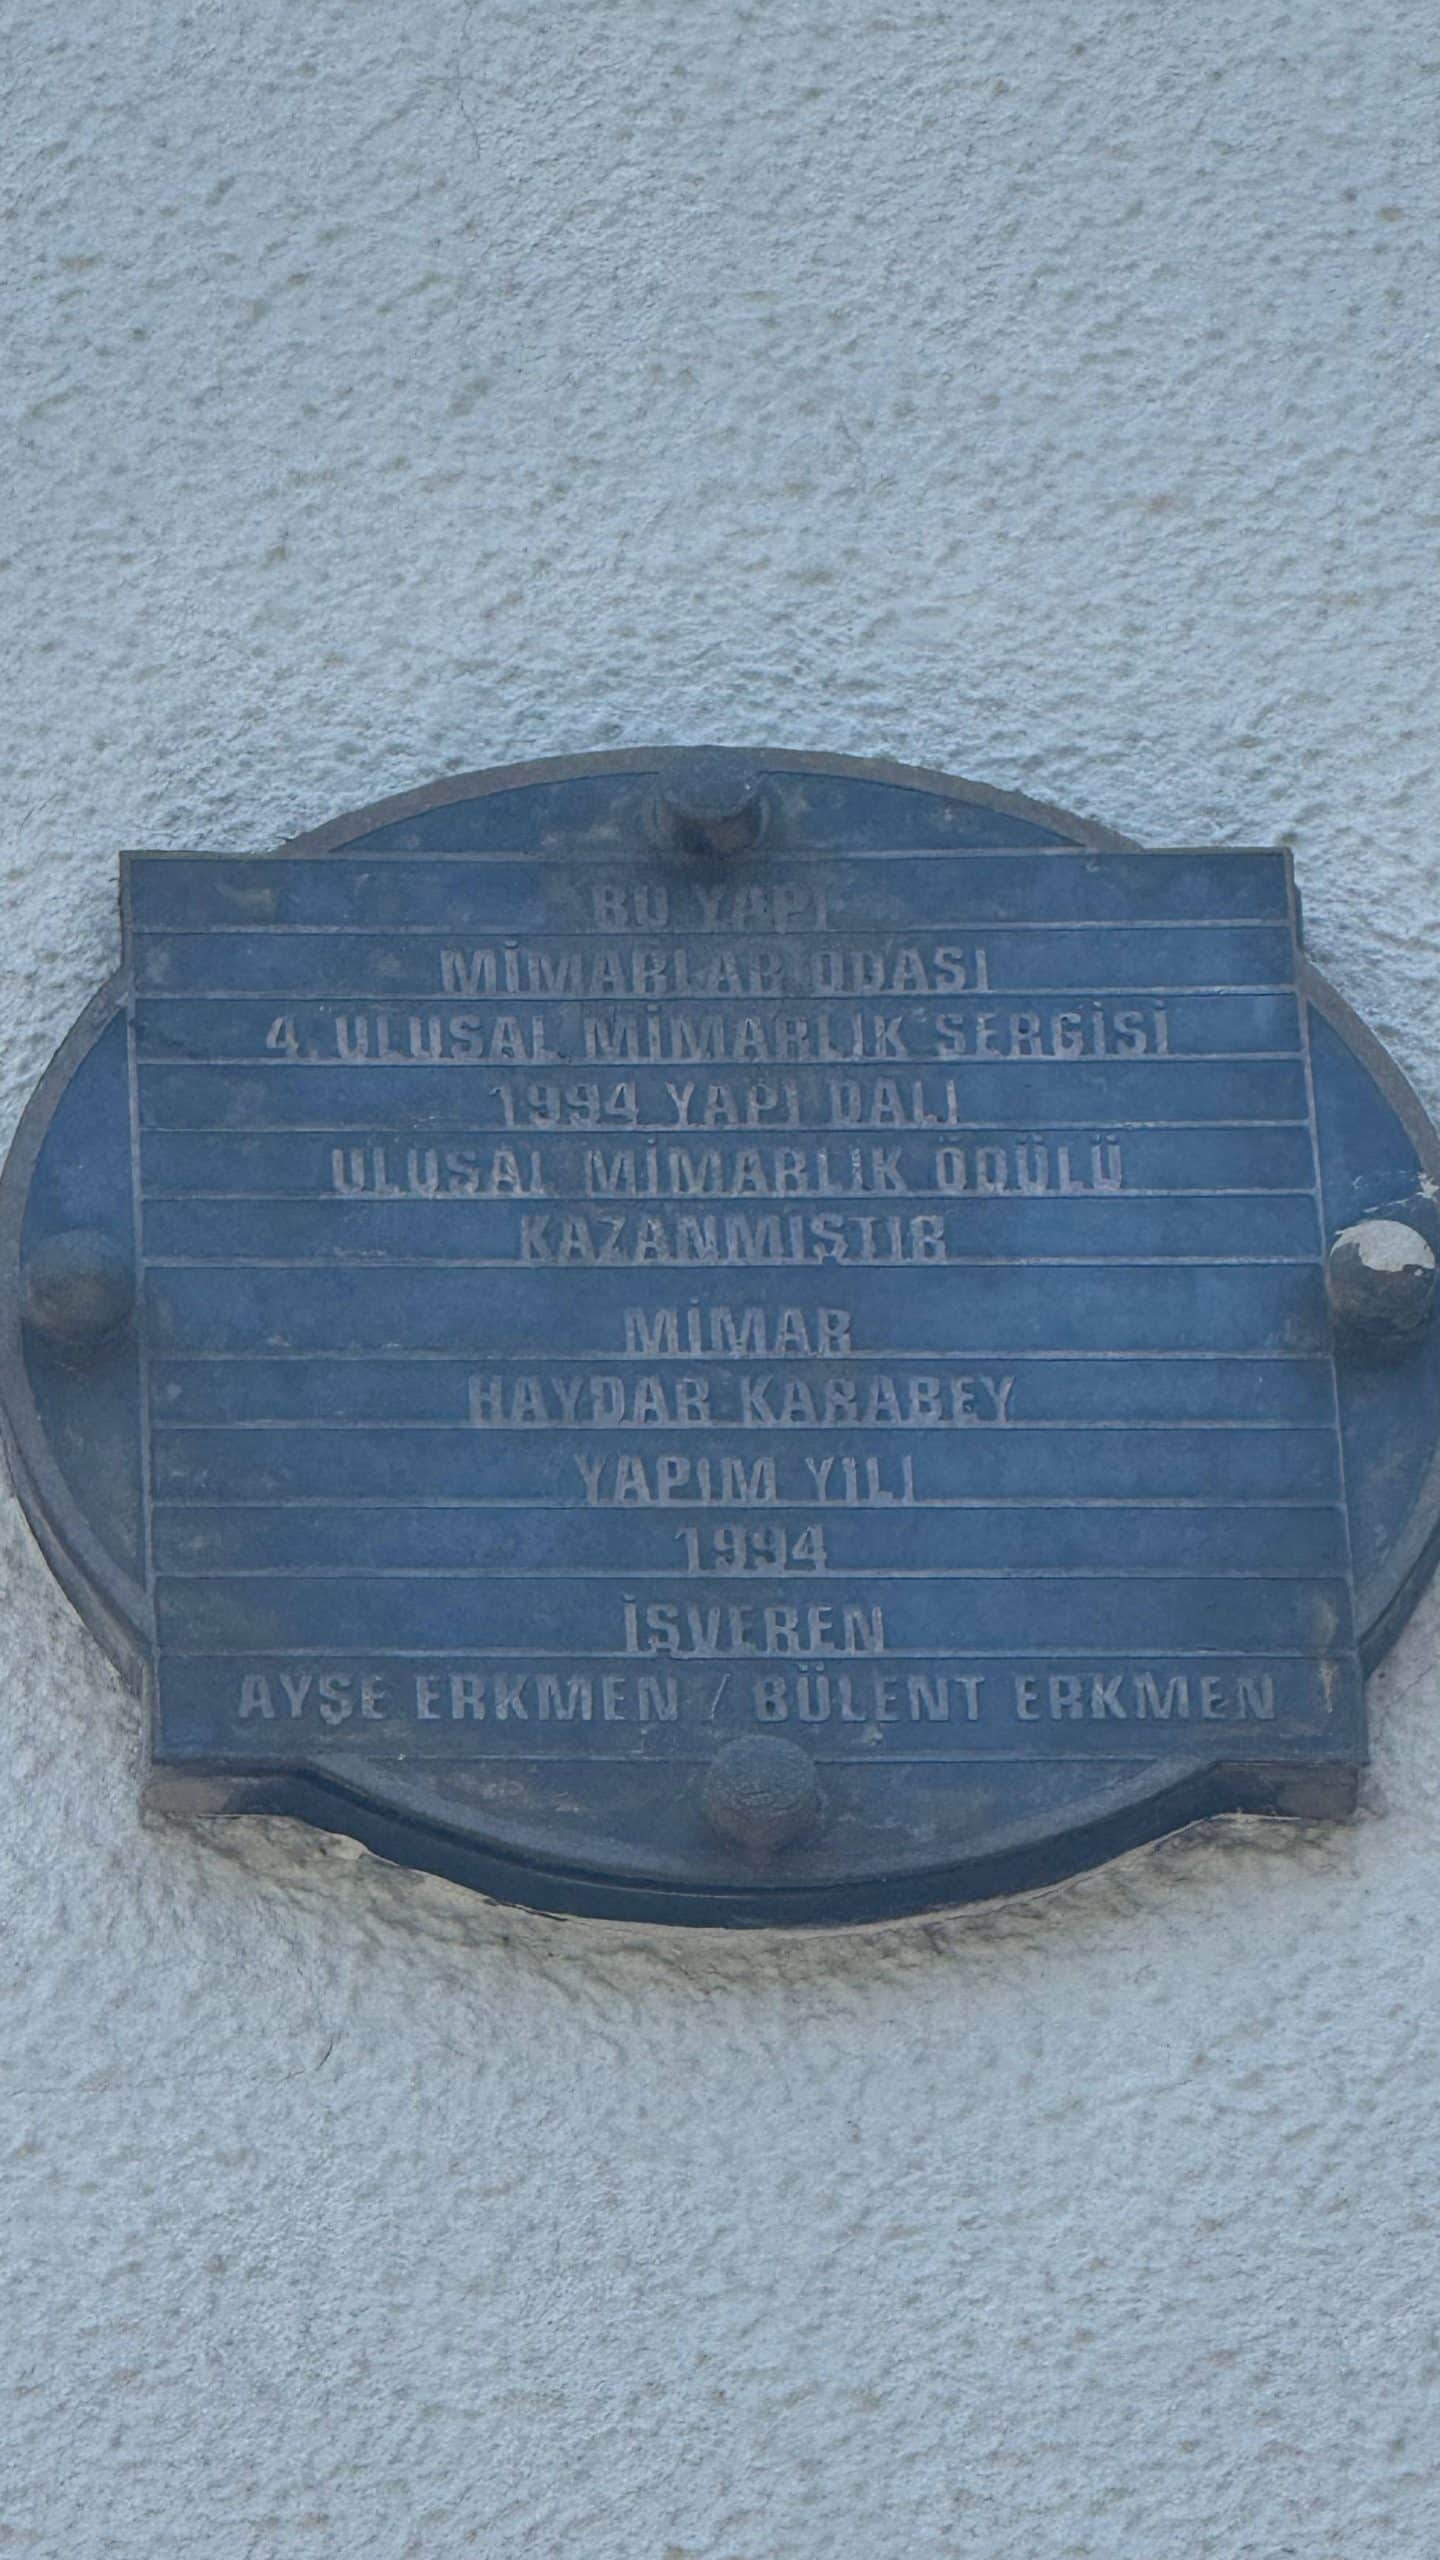 BU YAPI
MİMARLAR ODASI
4. ULUSAL MİMARLIK SERGİSİ
1994 YAPI DALI
ULUSAL MİMARLIK ÖDÜLÜ
KAZANMIŞTIR
MİMAR
HAYDAR KARABEY
YAPIM YILI
1994
İŞVEREN
AYŞE ERKMEN / BÜLENT ERKMEN